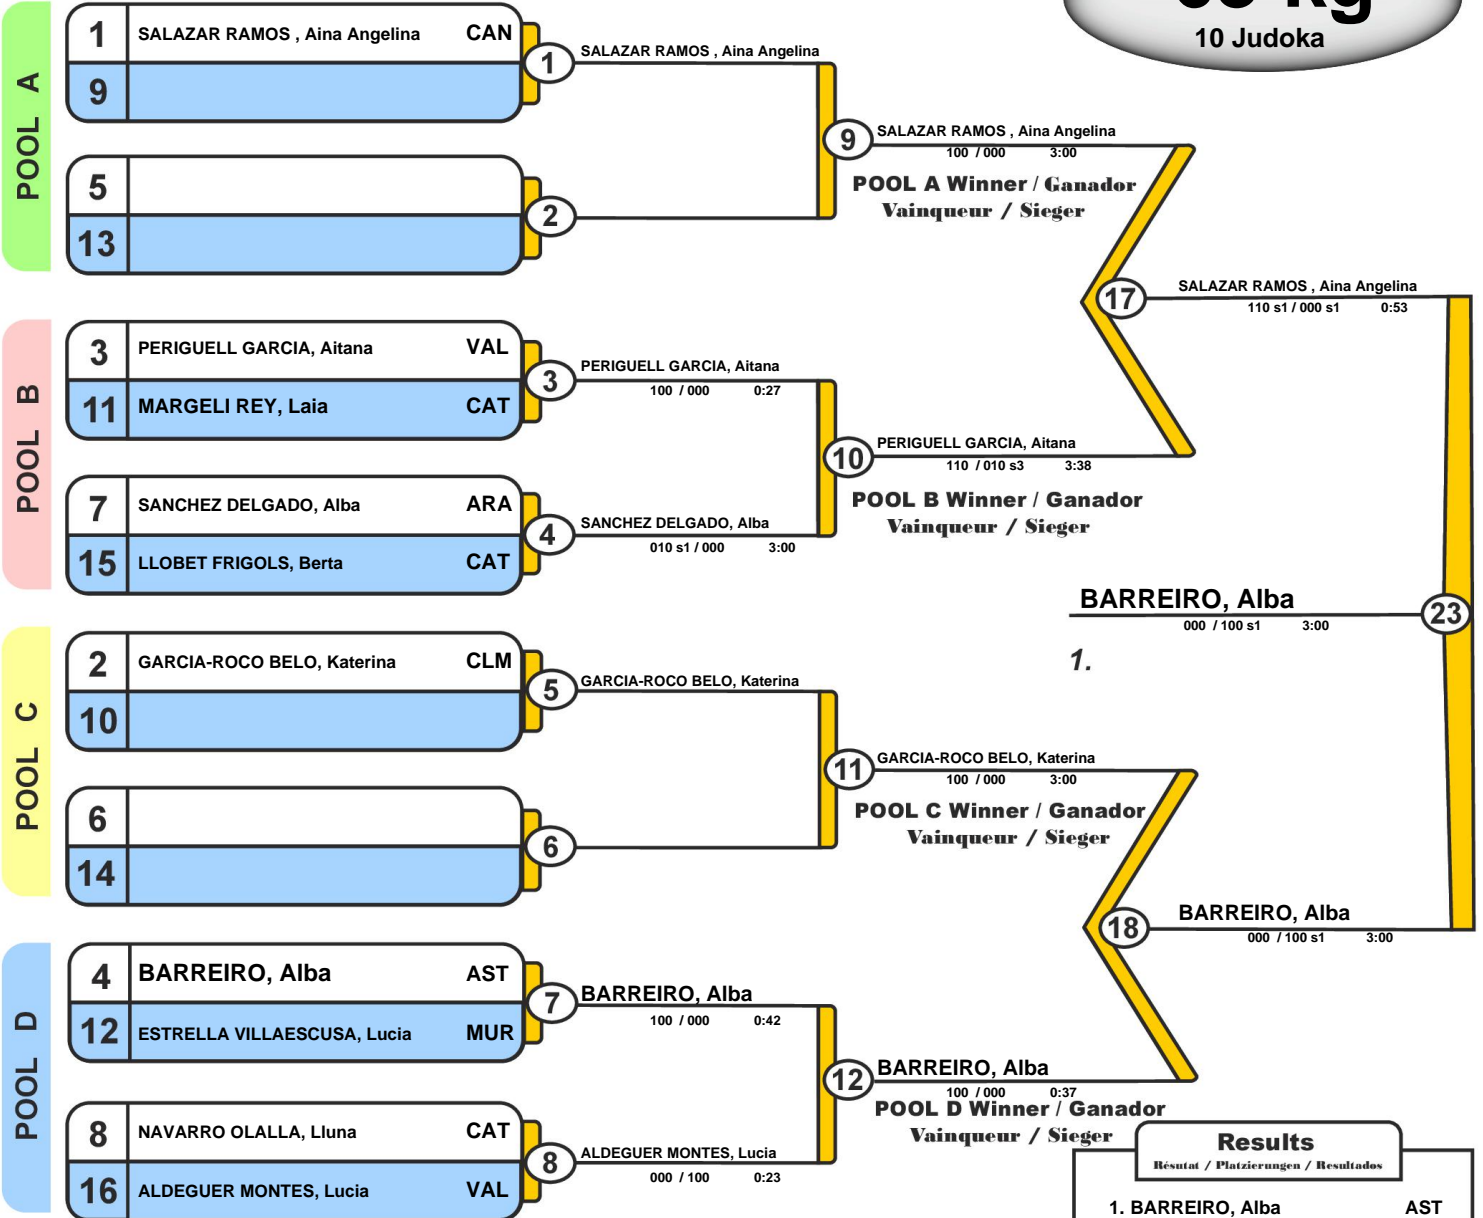 10 Judoka
POOL A
1 SALAZAR RAMOS , Aina Angelina CAN
9
5
13
1 SALAZAR RAMOS , Aina Angelina
2
9 SALAZAR RAMOS , Aina Angelina
100 / 000 3:00
POOL A Winner / Ganador
Vainqueur / Sieger
POOL B
3 PERIGUELL GARCIA, Aitana VAL
11 MARGELI REY, Laia CAT
7 SANCHEZ DELGADO, Alba ARA
15 LLOBET FRIGOLS, Berta CAT
3 PERIGUELL GARCIA, Aitana
100 / 000 0:27
4 SANCHEZ DELGADO, Alba
010 s1 / 000 3:00
10 PERIGUELL GARCIA, Aitana
110 / 010 s3 3:38
POOL B Winner / Ganador
Vainqueur / Sieger
17 SALAZAR RAMOS , Aina Angelina
110 s1 / 000 s1 0:53
BARREIRO, Alba 23
000 / 100 s1 3:00
1.
POOL C
2 GARCIA-ROCO BELO, Katerina CLM
10
6
14
5 GARCIA-ROCO BELO, Katerina
6
11 GARCIA-ROCO BELO, Katerina
100 / 000 3:00
POOL C Winner / Ganador
Vainqueur / Sieger
18 BARREIRO, Alba
000 / 100 s1 3:00
POOL D
4 BARREIRO, Alba AST
12 ESTRELLA VILLAESCUSA, Lucia MUR
8 NAVARRO OLALLA, Lluna CAT
16 ALDEGUER MONTES, Lucia VAL
7 BARREIRO, Alba
100 / 000 0:42
8 ALDEGUER MONTES, Lucia
000 / 100 0:23
12 BARREIRO, Alba
100 / 000 0:37
POOL D Winner / Ganador
Vainqueur / Sieger
Results
Résutat / Platzierungen / Resultados
1. BARREIRO, Alba AST